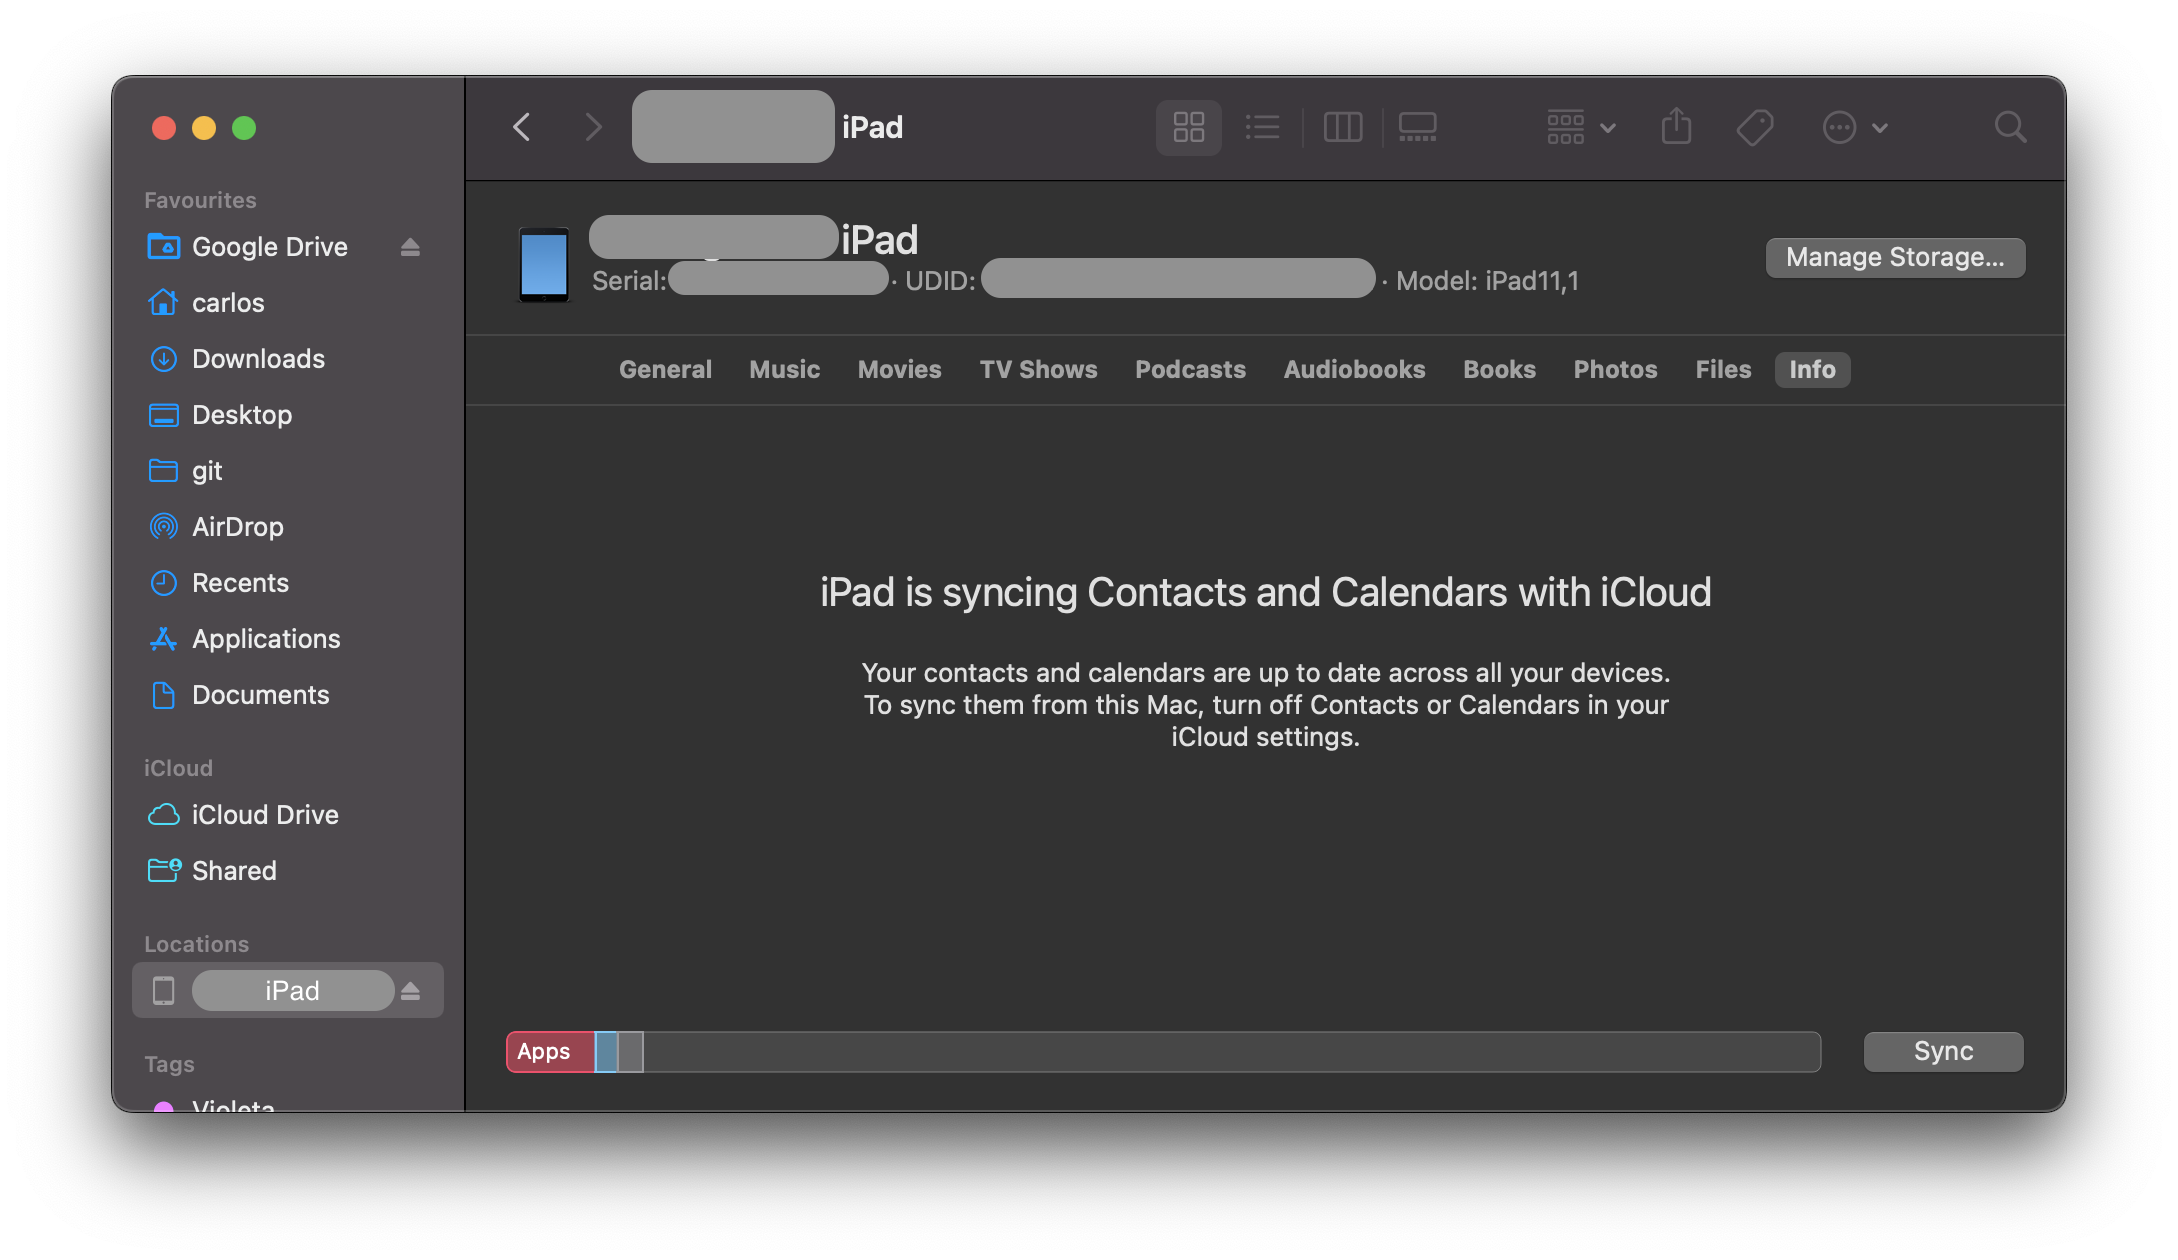 iPad
Favourites
Google Drive
carlos
Downloads
Desktop
git
AirDrop
Recents
Applications
Documents
iCloud
iCloud Drive
Shared
Locations
iPad
Tags
Violeta
iPad
Serial: · UDID: · Model: iPad11,1
Manage Storage...
General Music Movies TV Shows Podcasts Audiobooks Books Photos Files Info
iPad is syncing Contacts and Calendars with iCloud
Your contacts and calendars are up to date across all your devices.
To sync them from this Mac, turn off Contacts or Calendars in your
iCloud settings.
Apps
Sync